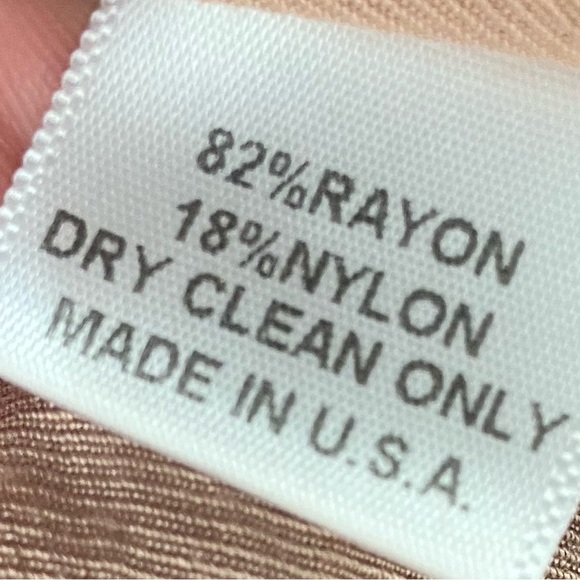 82%RAYON
18%NYLON
DRY CLEAN ONLY
MADE IN U.S.A.